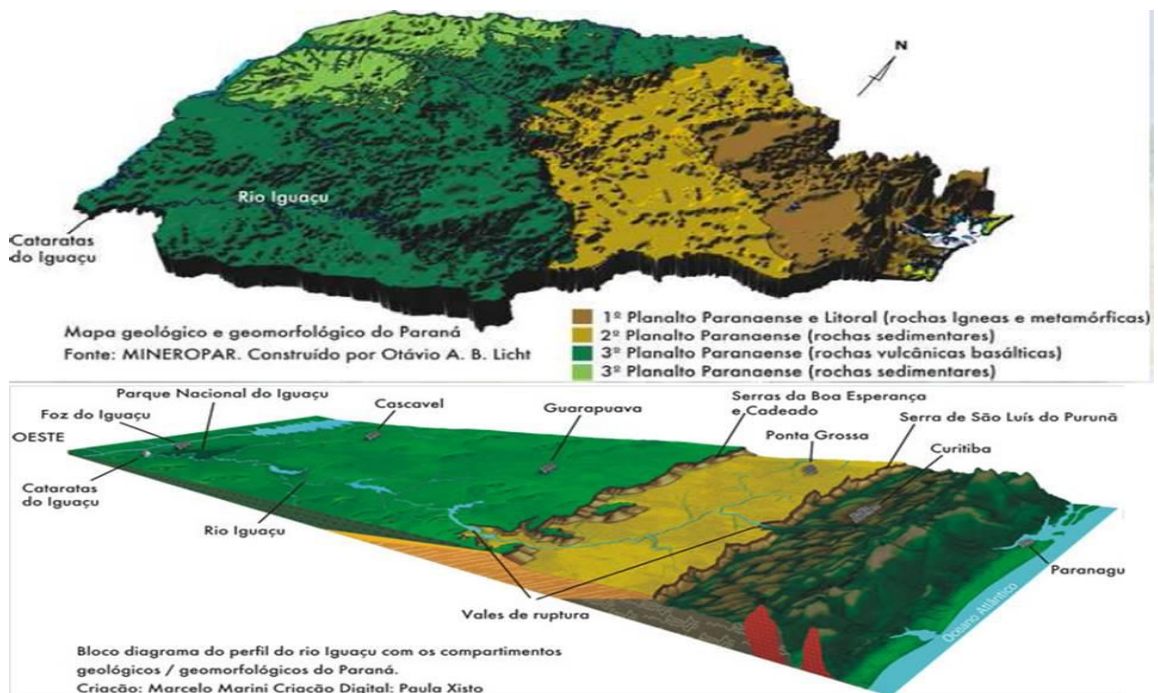 N
Rio Iguaçu
Cataratas
do Iguaçu
Mapa geológico e geomorfológico do Paraná
Fonte: MINEROPAR. Construído por Otávio A. B. Licht
1º Planalto Paranaense e Litoral (rochas Igneas e metamórficas)
2º Planalto Paranaense (rochas sedimentares)
3º Planalto Paranaense (rochas vulcânicas basálticas)
3º Planalto Paranaense (rochas sedimentares)
Parque Nacional do Iguaçu
Foz do Iguaçu
OESTE
Cascavel
Guarapuava
Serras da Boa Esperança
e Cadeado
Serra de São Luís do Purunã
Ponta Grossa
Curitiba
Cataratas
do Iguaçu
Rio Iguaçu
Vales de ruptura
Paranagu
Oceano Atlântico
Bloco diagrama do perfil do rio Iguaçu com os compartimentos
geológicos / geomorfológicos do Paraná.
Criação: Marcelo Marini Criação Digital: Paula Xisto